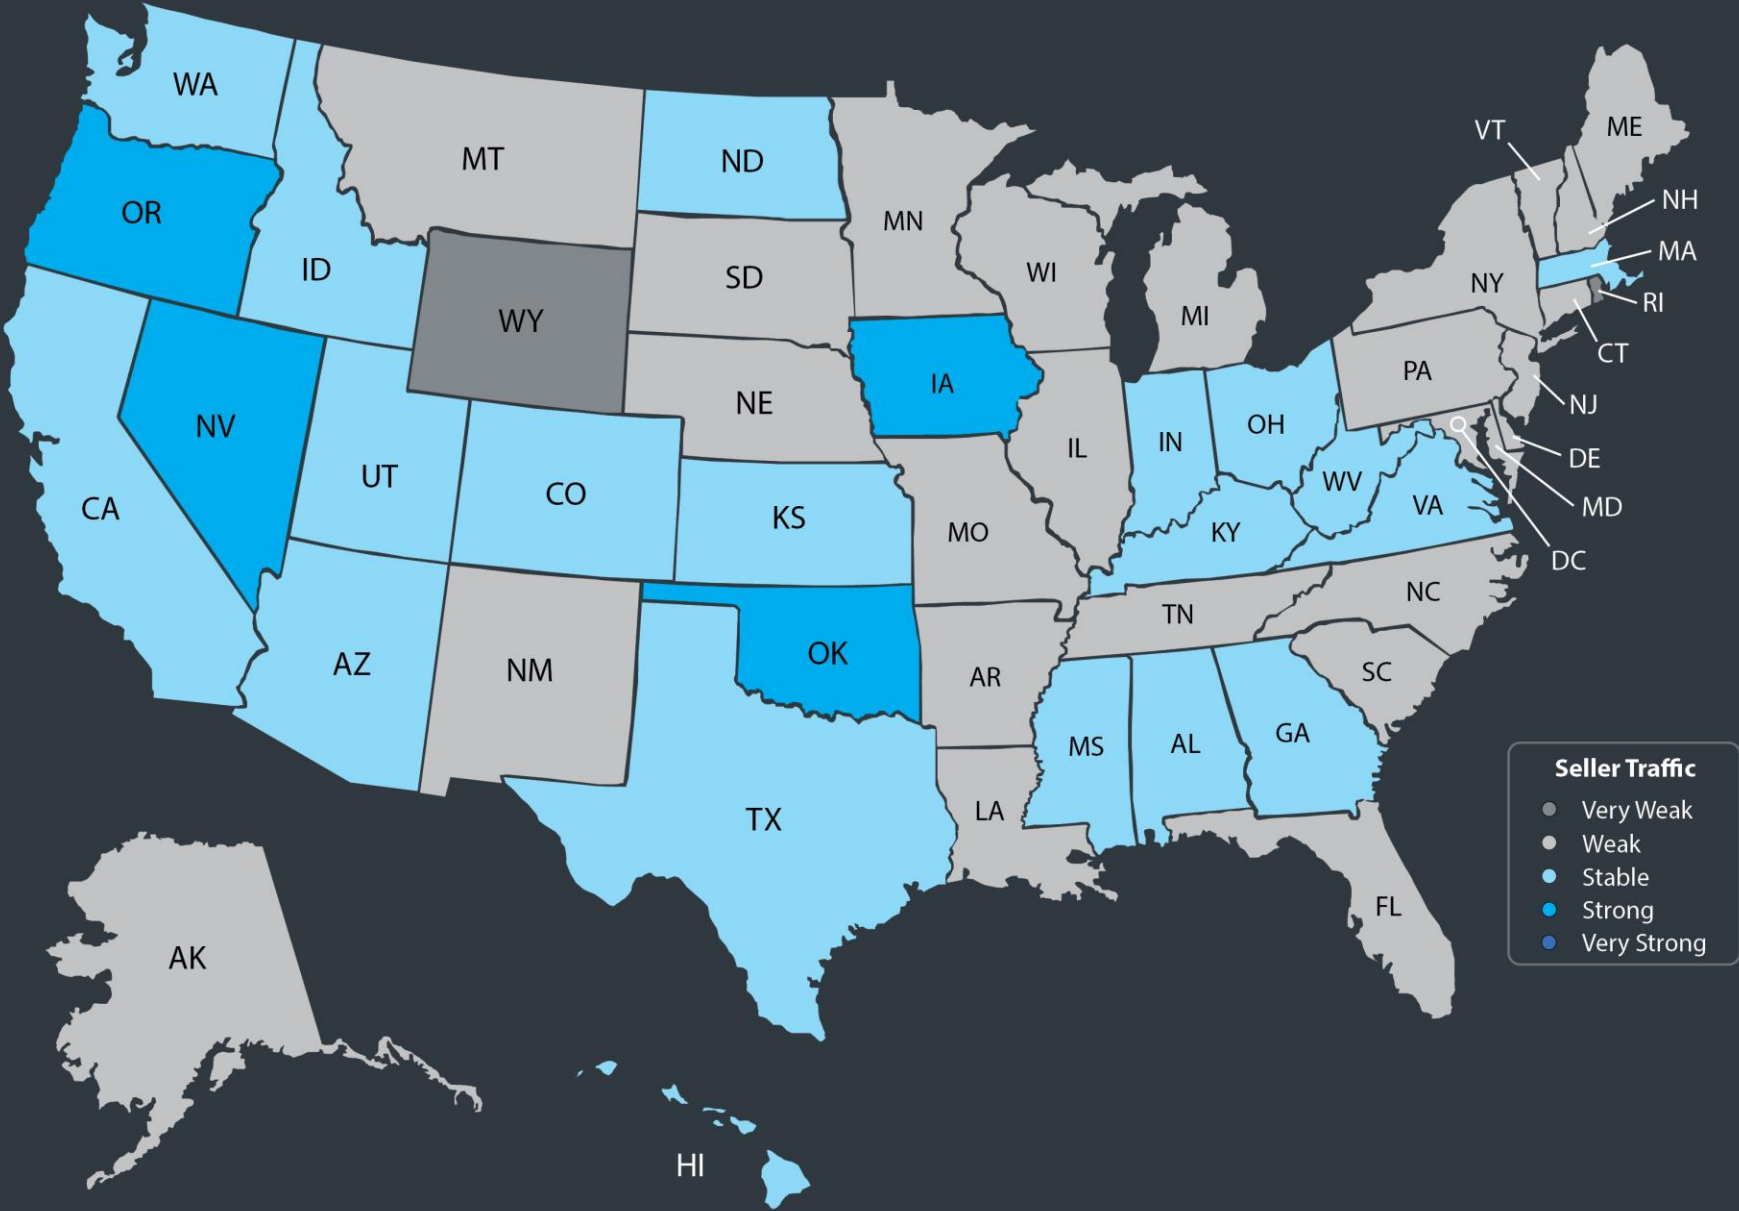 WA
MT
ND
MN
VT
ME
OR
ID
SD
WI
MI
NY
NH
MA
RI
WY
NE
IA
PA
CT
NJ
NV
UT
CO
KS
MO
IL
IN
OH
WV
VA
DE
MD
DC
CA
KY
AZ
NM
OK
AR
TN
NC
SC
MS
AL
GA
TX
LA
FL
AK
HI
Seller Traffic
Very Weak
Weak
Stable
Strong
Very Strong